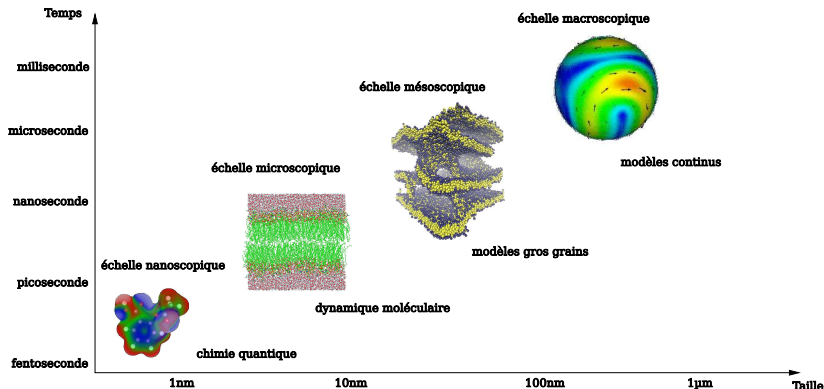 Temps
échelle macroscopique
milliseconde
échelle mésoscopique
microseconde
modèles continus
échelle microscopique
nanoseconde
modèles gros grains
échelle nanoscopique
picoseconde
dynamique moléculaire
chimie quantique
fentoseconde
1nm
10nm
100nm
1μm
Taille